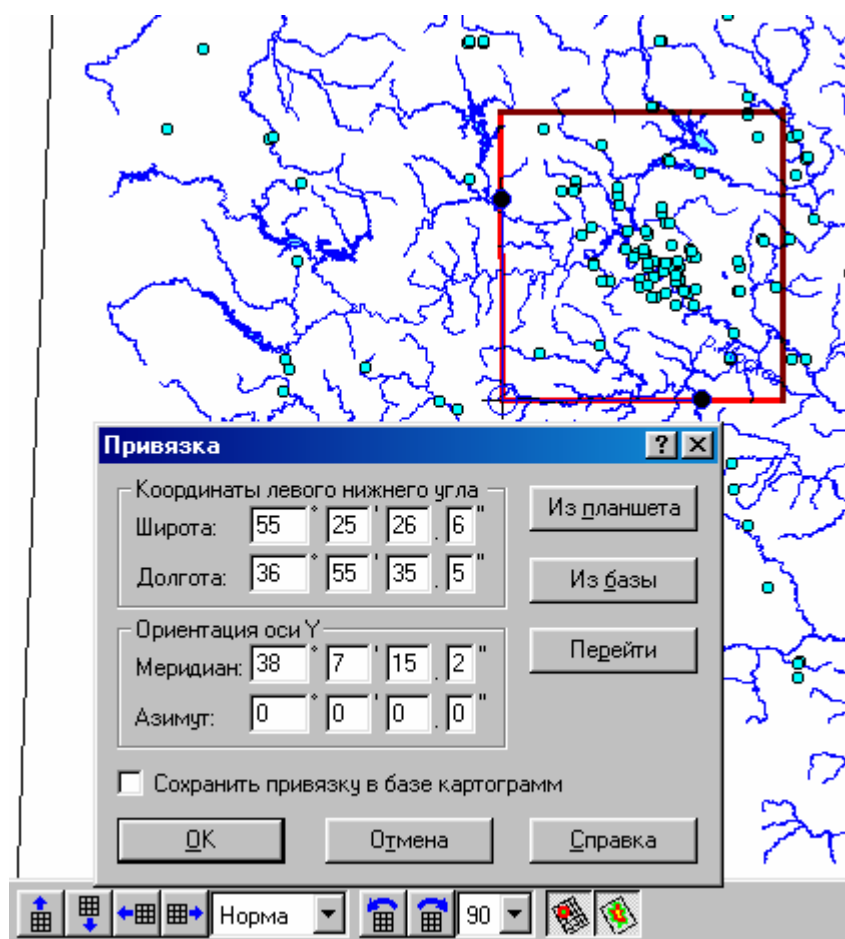 Привязка
Координаты левого нижнего угла
Широта: 55 ° 25 ' 26 . 6 "
Долгота: 36 ° 55 ' 35 . 5 "
Из планшета
Из базы
Ориентация оси Y
Меридиан: 38 ° 7 ' 15 . 2 "
Азимут: 0 ° 0 ' 0 . 0 "
Перейти
Сохранить привязку в базе картограмм
OK Отмена Справка
Норма 90